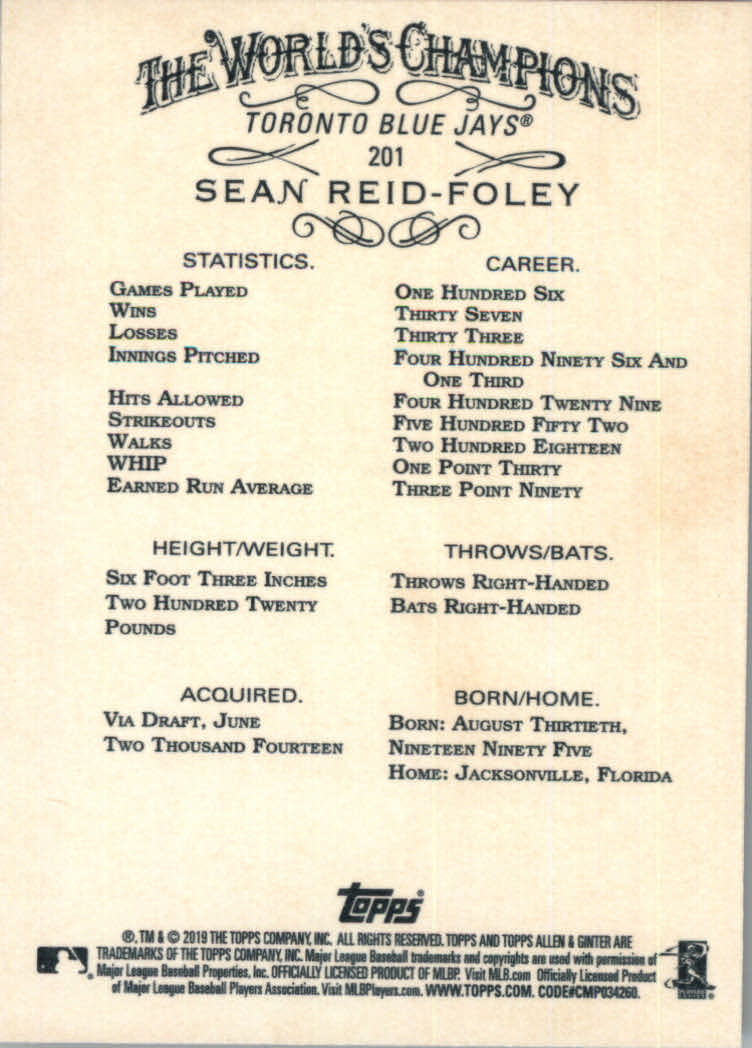 THE WORLD'S CHAMPIONS
TORONTO BLUE JAYS®
201
SEAN REID-FOLEY
STATISTICS.
GAMES PLAYED
WINS
LOSSES
INNINGS PITCHED
HITS ALLOWED
STRIKEOUTS
WALKS
WHIP
EARNED RUN AVERAGE
CAREER.
ONE HUNDRED SIX
THIRTY SEVEN
THIRTY THREE
FOUR HUNDRED NINETY SIX AND
ONE THIRD
FOUR HUNDRED TWENTY NINE
FIVE HUNDRED FIFTY TWO
TWO HUNDRED EIGHTEEN
ONE POINT THIRTY
THREE POINT NINETY
HEIGHT/WEIGHT.
SIX FOOT THREE INCHES
TWO HUNDRED TWENTY
POUNDS
THROWS/BATS.
THROWS RIGHT-HANDED
BATS RIGHT-HANDED
ACQUIRED.
VIA DRAFT, JUNE
TWO THOUSAND FOURTEEN
BORN/HOME.
BORN: AUGUST THIRTIETH,
NINETEEN NINETY FIVE
HOME: JACKSONVILLE, FLORIDA
topps®
®, TM & © 2019 THE TOPPS COMPANY, INC. ALL RIGHTS RESERVED. TOPPS AND TOPPS ALLEN & GINTER ARE
TRADEMARKS OF THE TOPPS COMPANY, INC. Major League Baseball trademarks and copyrights are used with permission of
Major League Baseball Properties, Inc. OFFICIALLY LICENSED PRODUCT OF MLBP. Visit MLB.com Officially Licensed Product
of Major League Baseball Players Association. Visit MLBPlayers.com. WWW.TOPPS.COM. CODE#CMP034260.